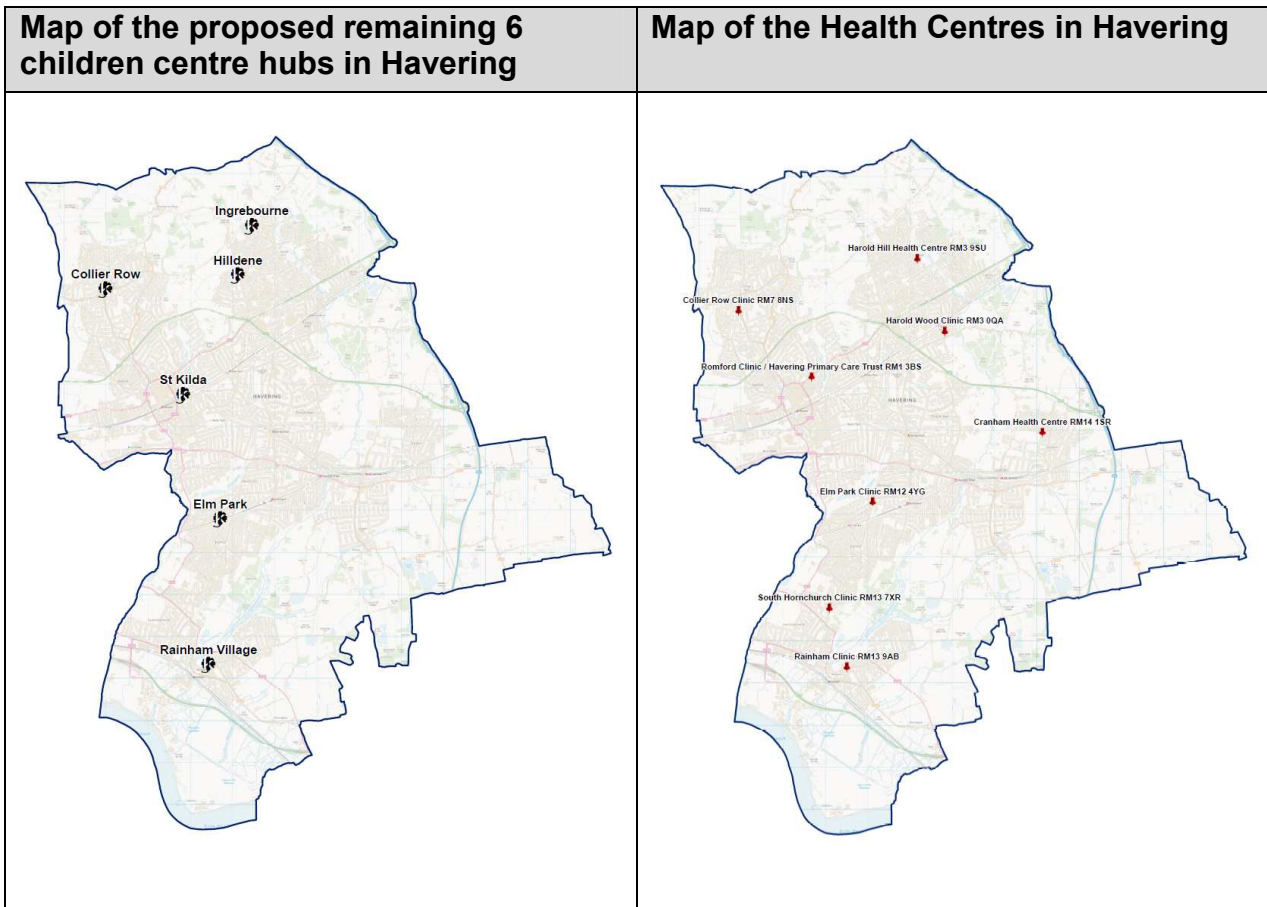 Map of the proposed remaining 6
children centre hubs in Havering
Map of the Health Centres in Havering
Ingrebourne
Hilldene
Collier Row
St Kilda
HAVERING
Elm Park
Rainham Village
Harold Hill Health Centre RM3 9SU
Collier Row Clinic RM7 8NS
Harold Wood Clinic RM3 0QA
Romford Clinic / Havering Primary Care Trust RM1 3BS
HAVERING
Cranham Health Centre RM14 1SR
Elm Park Clinic RM12 4YG
South Hornchurch Clinic RM13 7XR
Rainham Clinic RM13 9AB